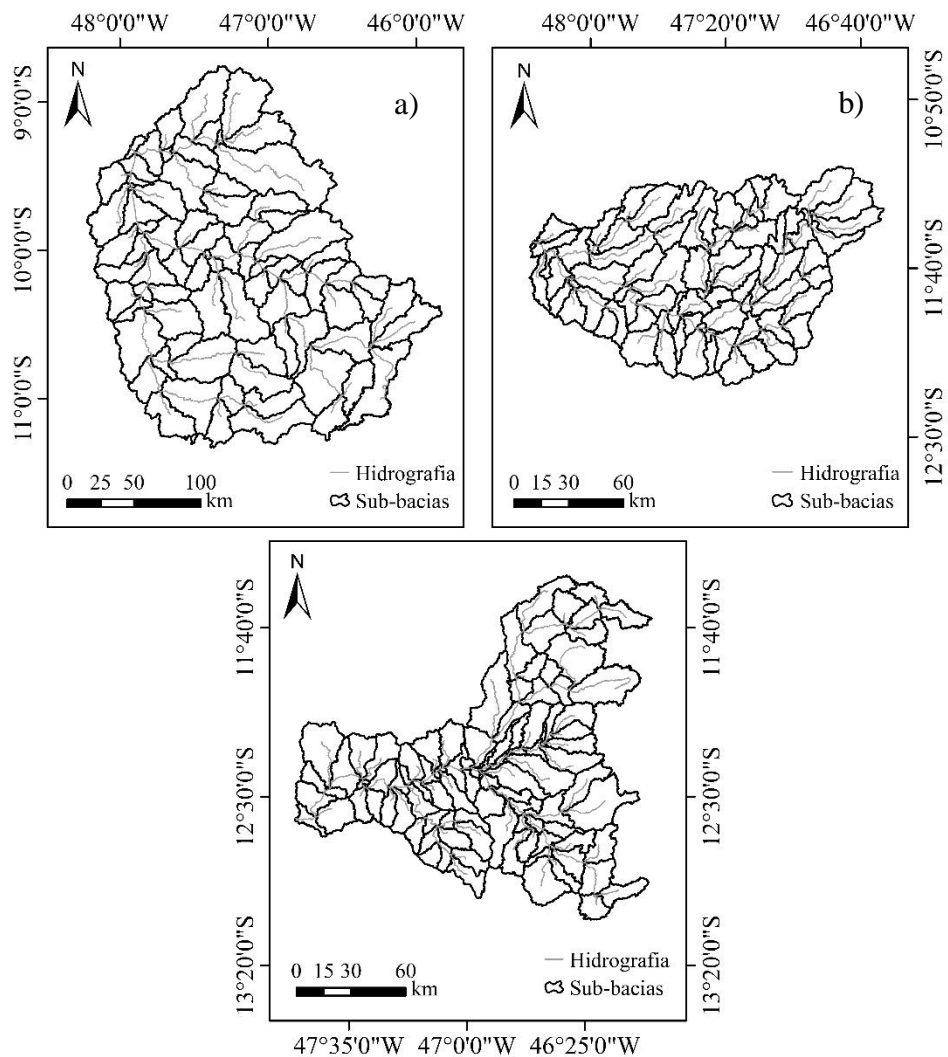 48°0'0"W 47°0'0"W 46°0'0"W
N
a)
9°0'0"S
10°0'0"S
11°0'0"S
0 25 50 100
km
Hidrografia
Sub-bacias
48°0'0"W 47°20'0"W 46°40'0"W
N
b)
10°50'0"S
11°40'0"S
12°30'0"S
0 15 30 60
km
Hidrografia
Sub-bacias
N
11°40'0"S
12°30'0"S
13°20'0"S
11°40'0"S
12°30'0"S
13°20'0"S
0 15 30 60
km
Hidrografia
Sub-bacias
47°35'0"W 47°0'0"W 46°25'0"W